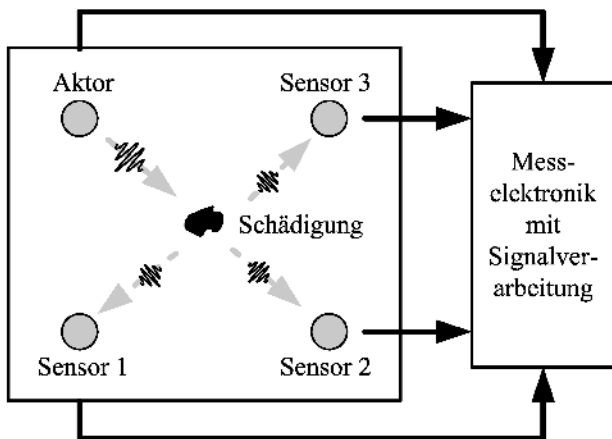 Aktor
Sensor 3
Schädigung
Sensor 1
Sensor 2
Mess-
elektronik
mit
Signalver-
arbeitung